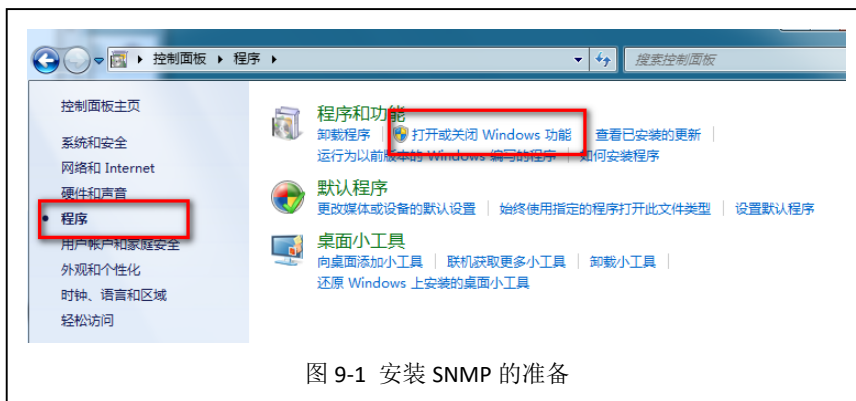 控制面板 ▸ 程序 ▸
搜索控制面板
控制面板主页
系统和安全
网络和 Internet
硬件和声音
程序
用户帐户和家庭安全
外观和个性化
时钟、语言和区域
轻松访问
程序和功能
卸载程序 打开或关闭 Windows 功能 查看已安装的更新
运行为以前版本的 Windows 编写的程序 如何安装程序
默认程序
更改媒体或设备的默认设置 始终使用指定的程序打开此文件类型 设置默认程序
桌面小工具
向桌面添加小工具 联机获取更多小工具 卸载小工具
还原 Windows 上安装的桌面小工具
图 9-1 安装 SNMP 的准备